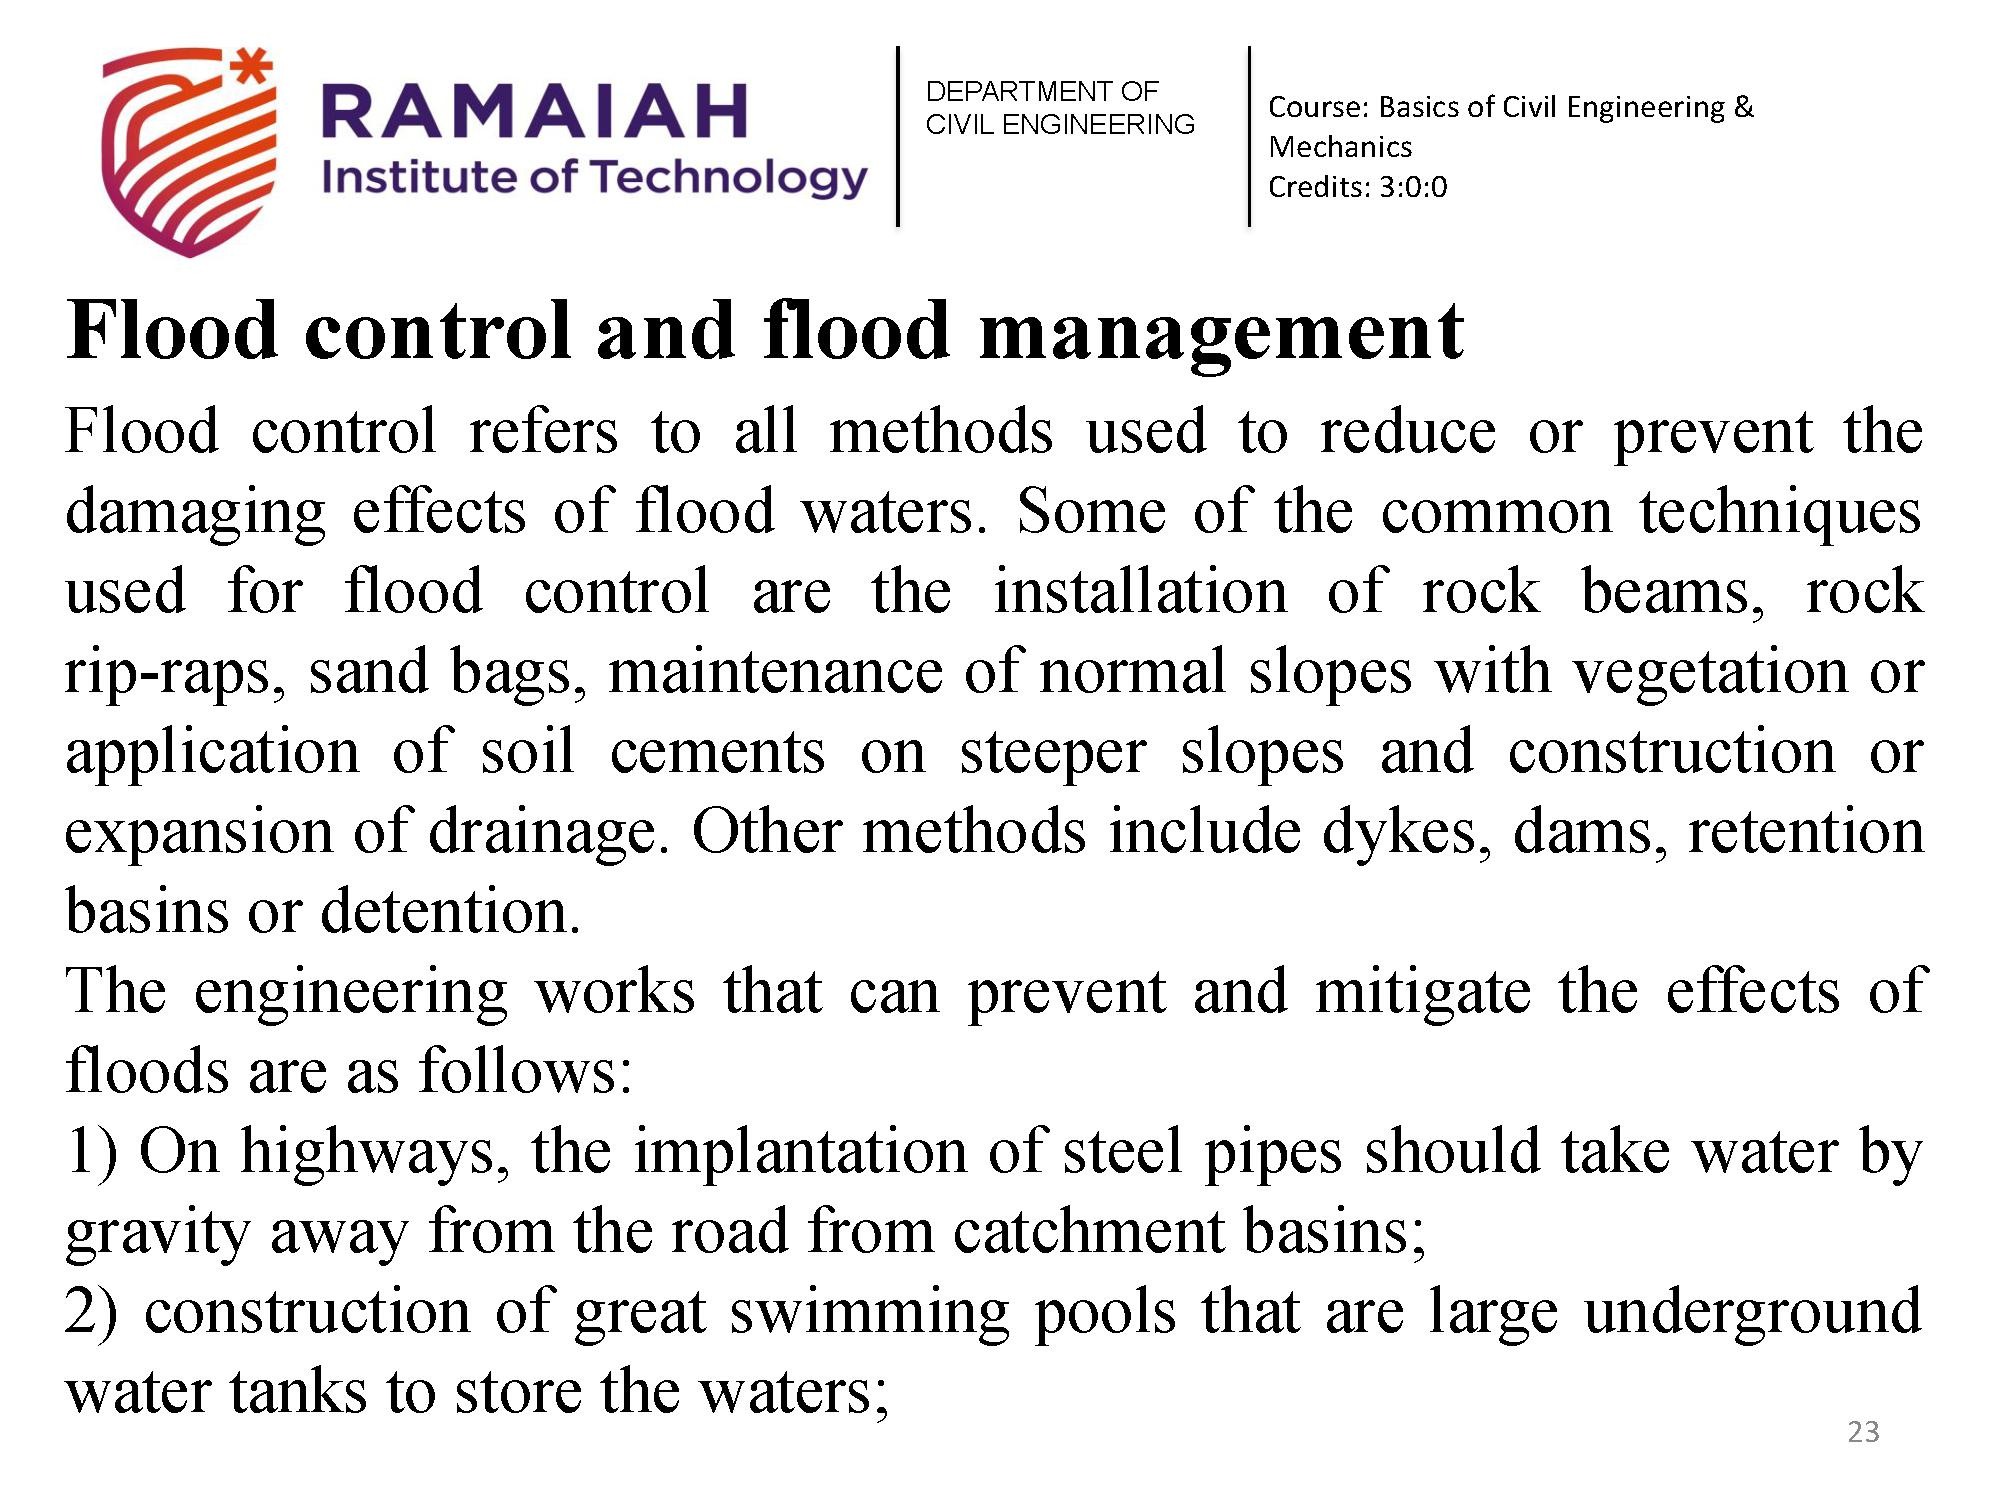 RAMAIAH
Institute of Technology
DEPARTMENT OF
CIVIL ENGINEERING
Course: Basics of Civil Engineering &
Mechanics
Credits: 3:0:0
Flood control and flood management
Flood control refers to all methods used to reduce or prevent the
damaging effects of flood waters. Some of the common techniques
used for flood control are the installation of rock beams, rock
rip-raps, sand bags, maintenance of normal slopes with vegetation or
application of soil cements on steeper slopes and construction or
expansion of drainage. Other methods include dykes, dams, retention
basins or detention.
The engineering works that can prevent and mitigate the effects of
floods are as follows:
1) On highways, the implantation of steel pipes should take water by
gravity away from the road from catchment basins;
2) construction of great swimming pools that are large underground
water tanks to store the waters;
23